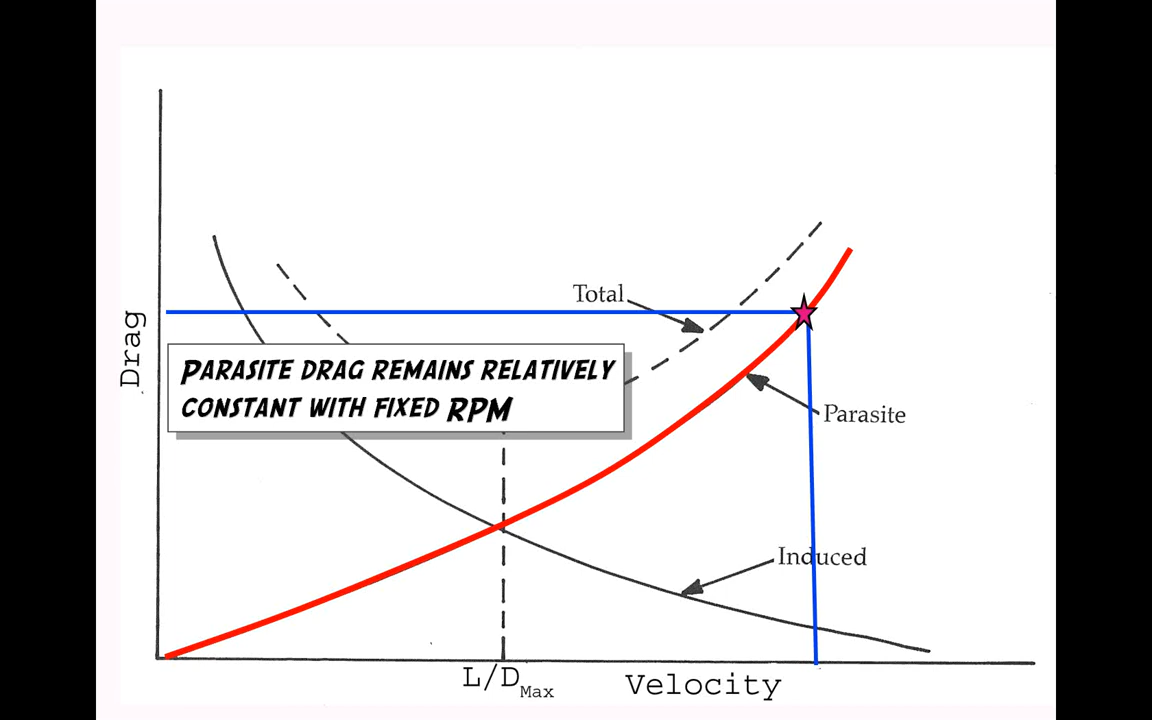 Total
Drag
PARASITE DRAG REMAINS RELATIVELY
CONSTANT WITH FIXED RPM
Parasite
Induced
L/DMax
Velocity